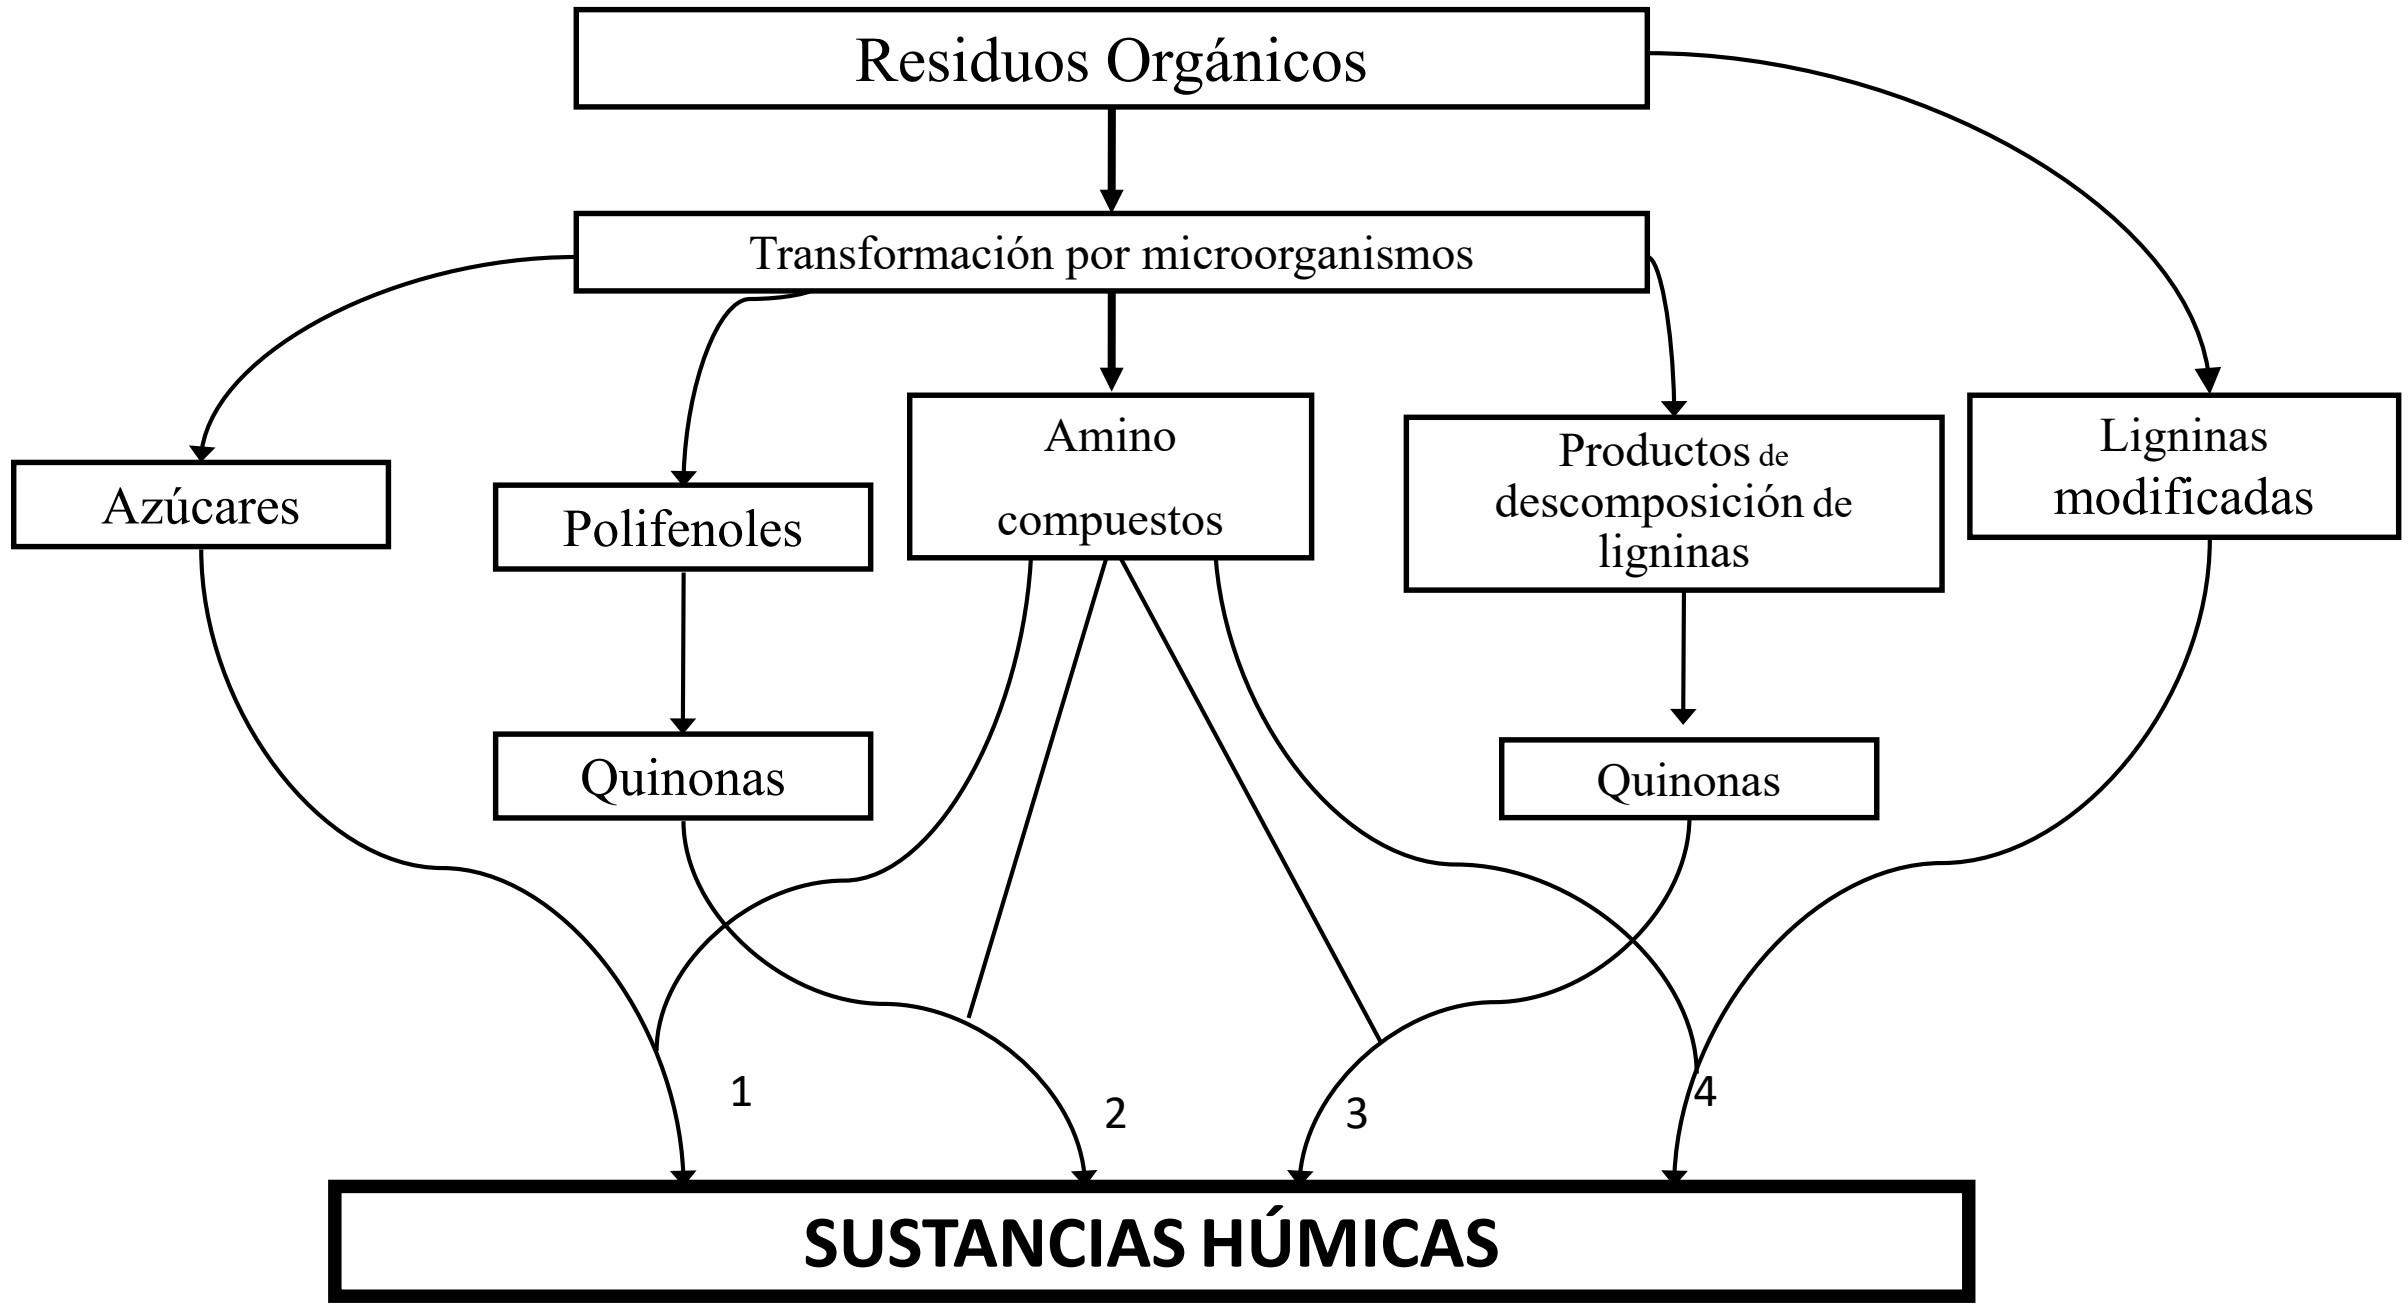 Residuos Orgánicos
Transformación por microorganismos
Azúcares
Polifenoles
Amino
compuestos
Productos de
descomposición de
ligninas
Ligninas
modificadas
Quinonas
Quinonas
1
2
3
4
SUSTANCIAS HÚMICAS